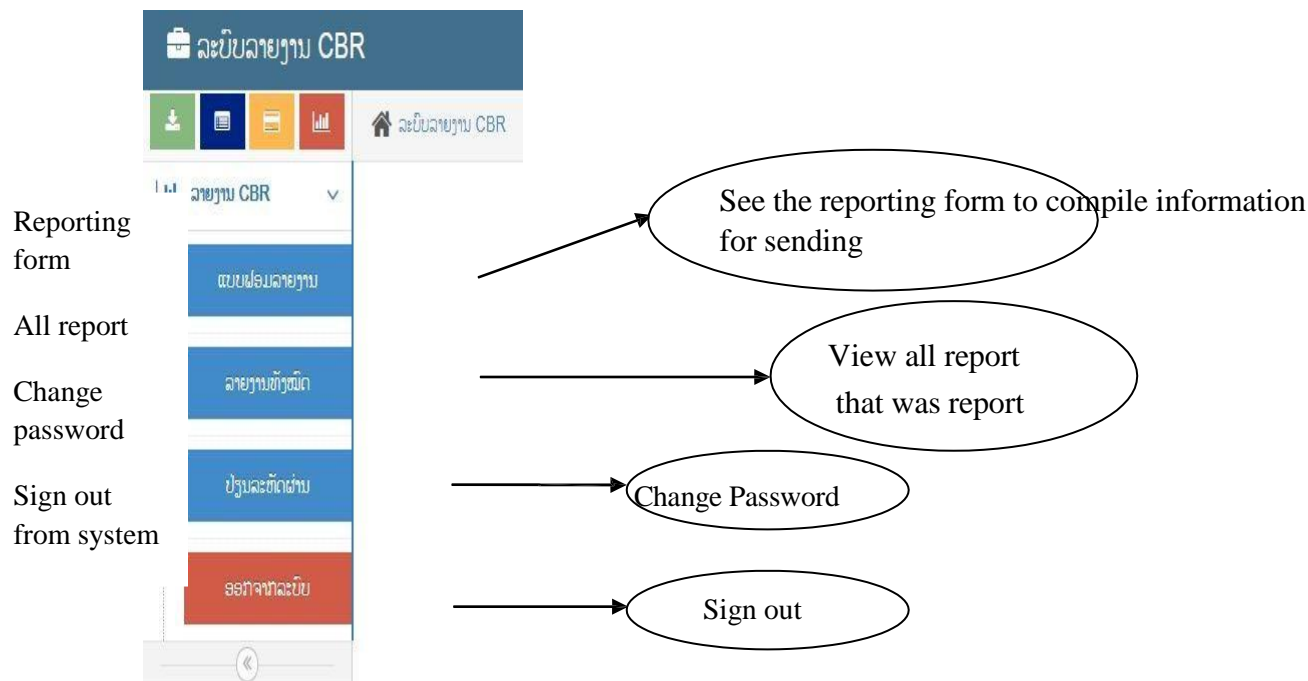 ລະບົບລາຍງານ CBR
ລະບົບລາຍງານ CBR
ລາຍງານ CBR
Reporting
form
ແບບຟອມລາຍງານ
See the reporting form to compile information
for sending
All report
ລາຍງານທັງໝົດ
View all report
that was report
Change
password
ປ່ຽນລະຫັດຜ່ານ
Change Password
Sign out
from system
ອອກຈາກລະບົບ
Sign out